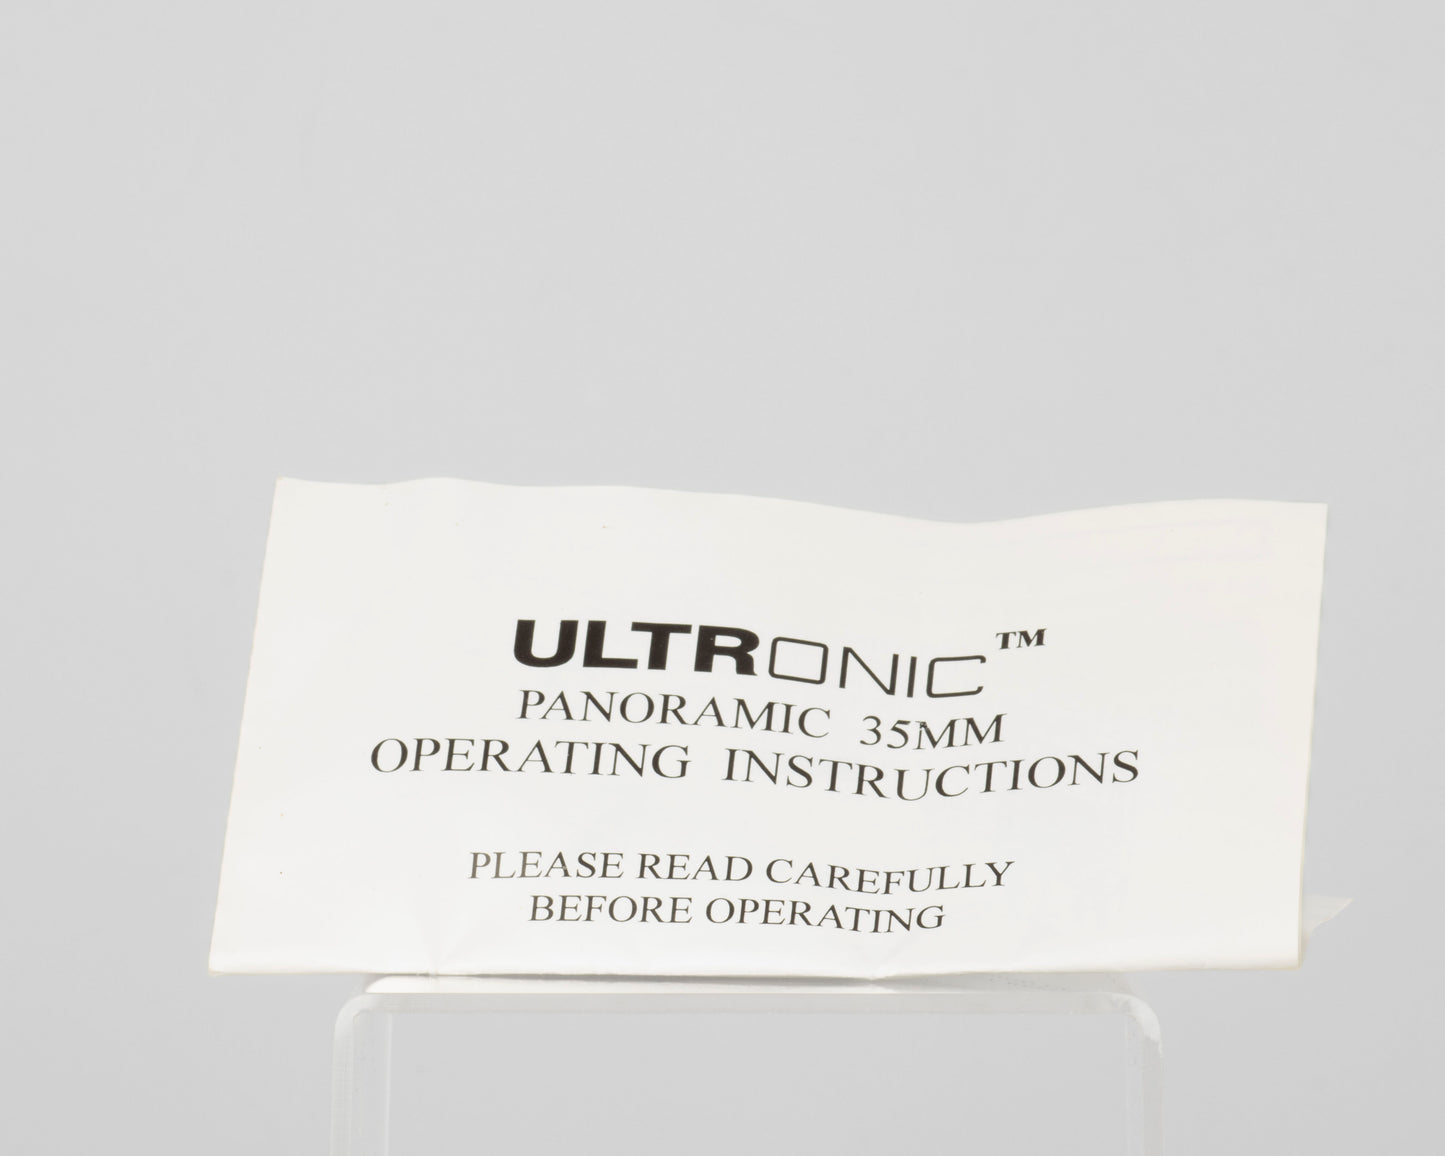 ULTRONIC™
PANORAMIC 35MM
OPERATING INSTRUCTIONS
PLEASE READ CAREFULLY
BEFORE OPERATING